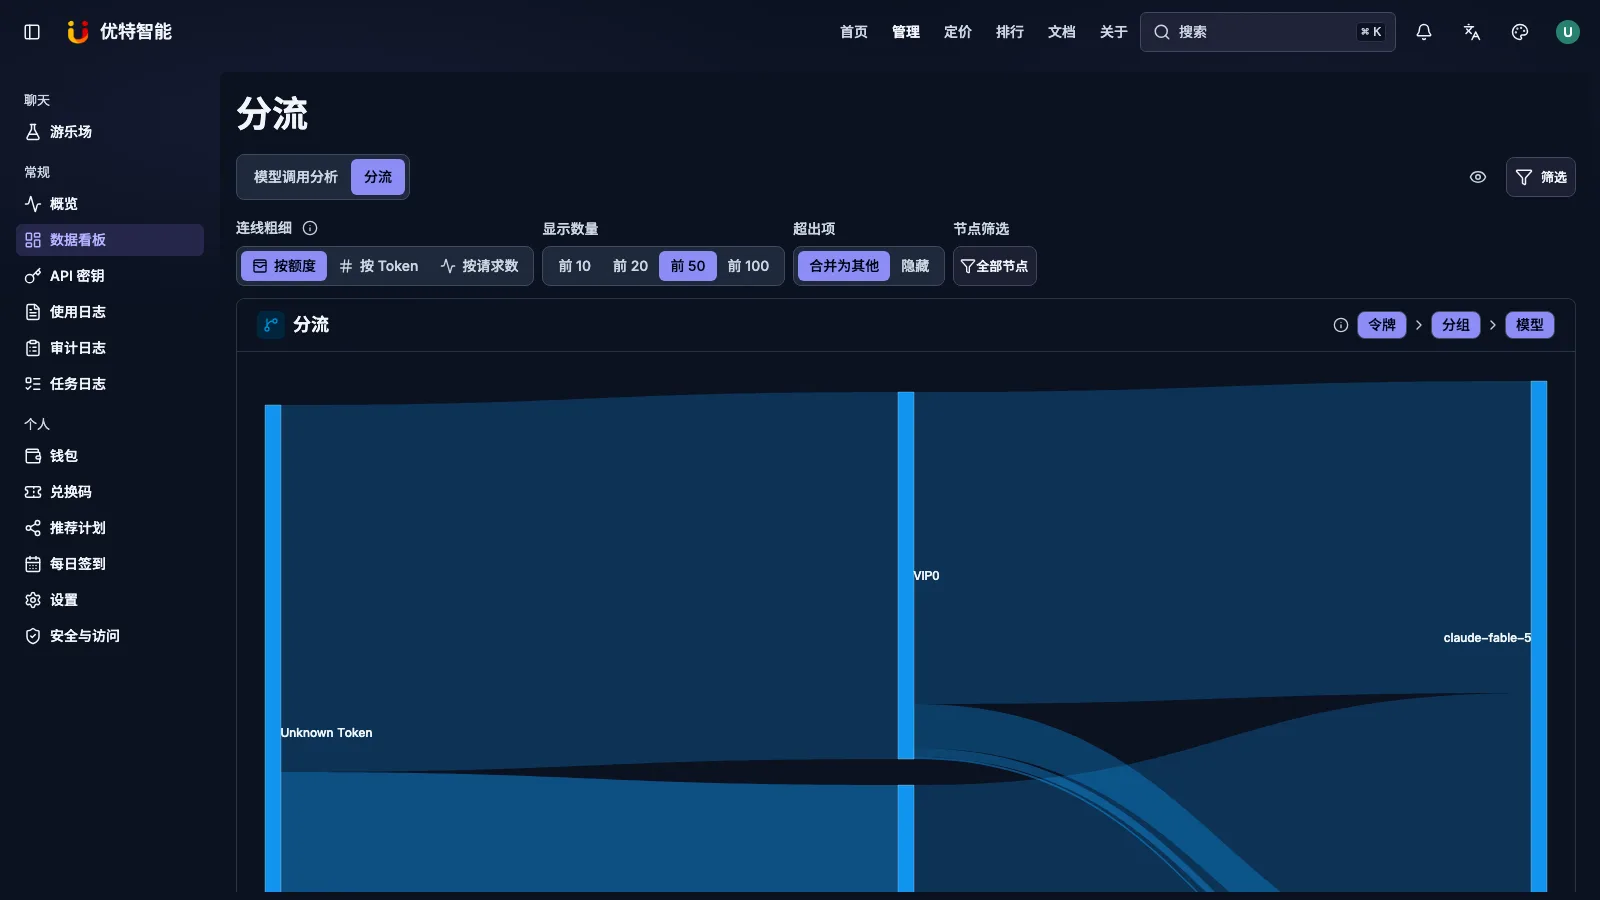 优特智能
首页
管理
定价
排行
文档
关于
搜索
⌘ K
U
聊天
游乐场
常规
概览
数据看板
API 密钥
使用日志
审计日志
任务日志
个人
钱包
兑换码
推荐计划
每日签到
设置
安全与访问
分流
模型调用分析
分流
筛选
连线粗细
显示数量
超出项
节点筛选
按额度
按 Token
按请求数
前 10
前 20
前 50
前 100
合并为其他
隐藏
全部节点
分流
令牌
分组
模型
VIP0
claude-fable-5
Unknown Token